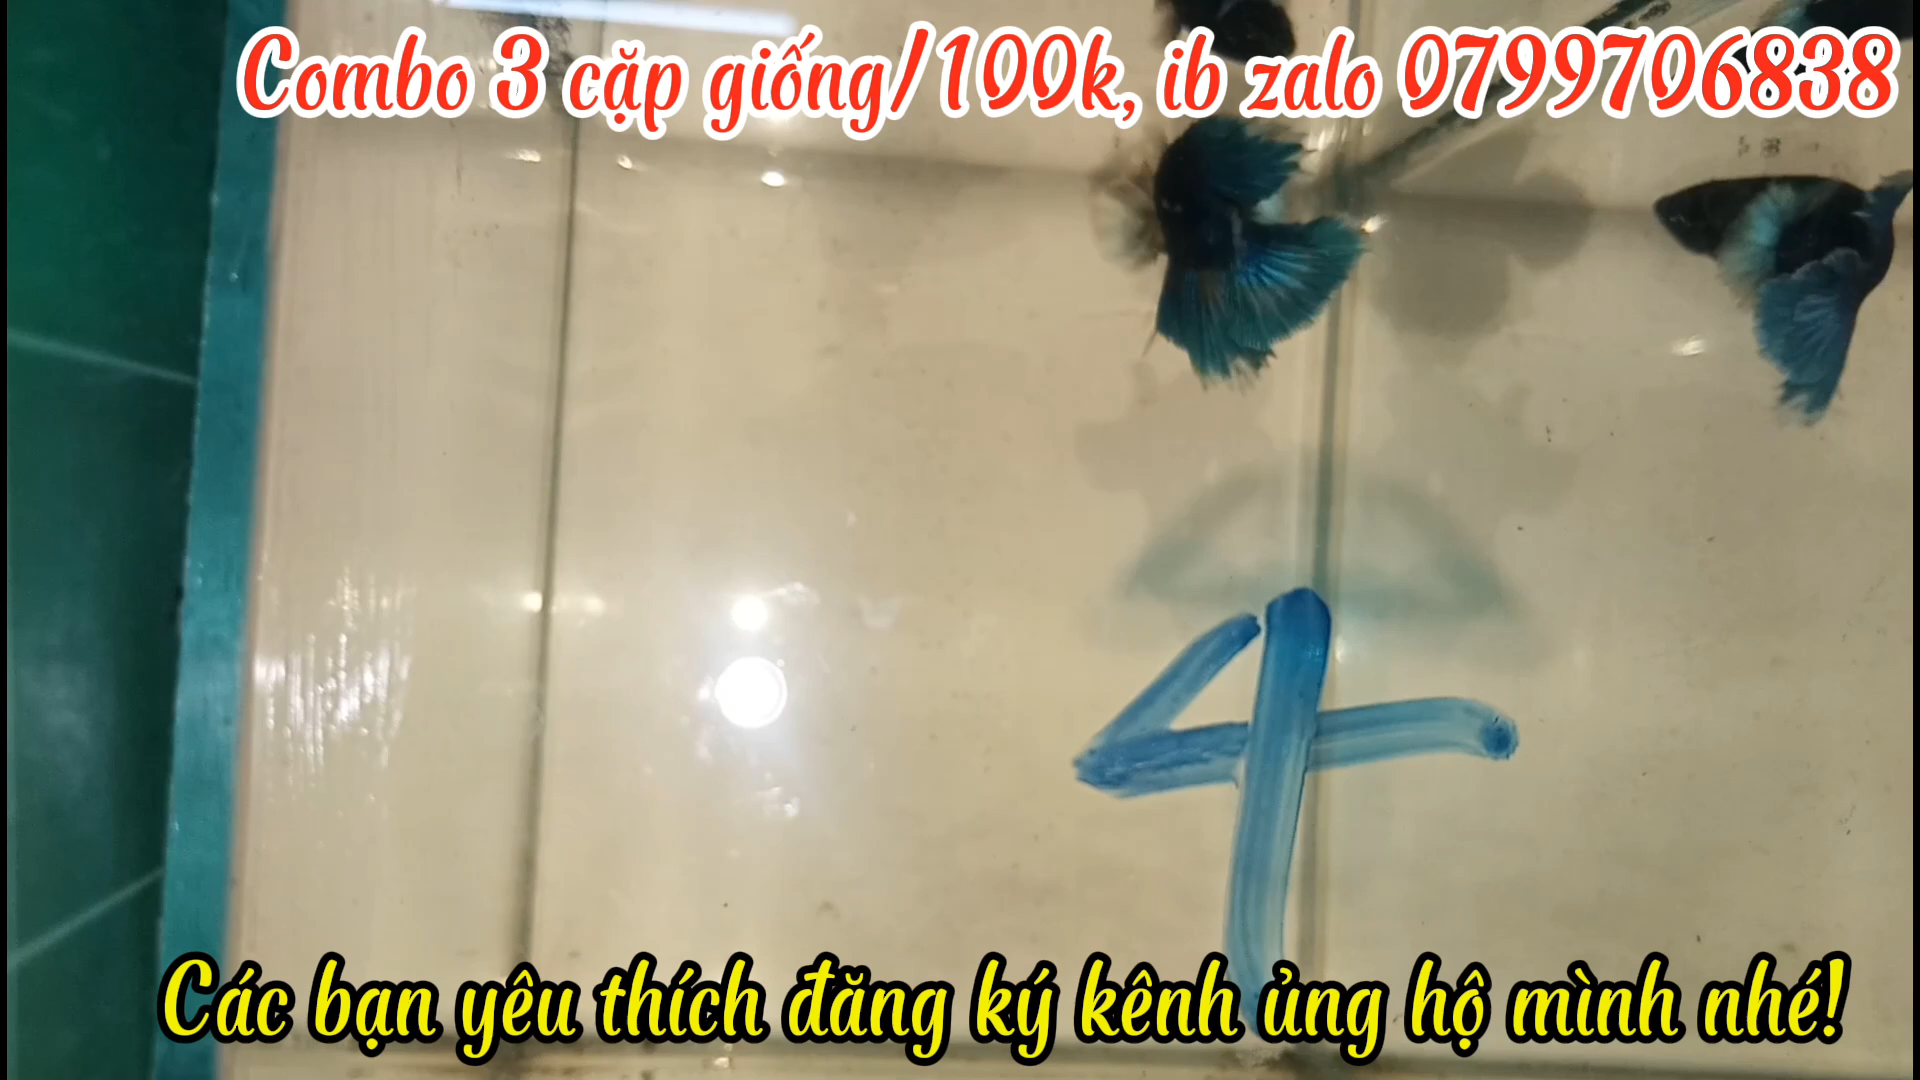 Combo 3 cặp giống/100k, ib zalo 0799706838
4
Các bạn yêu thích đăng ký kênh ủng hộ mình nhé!